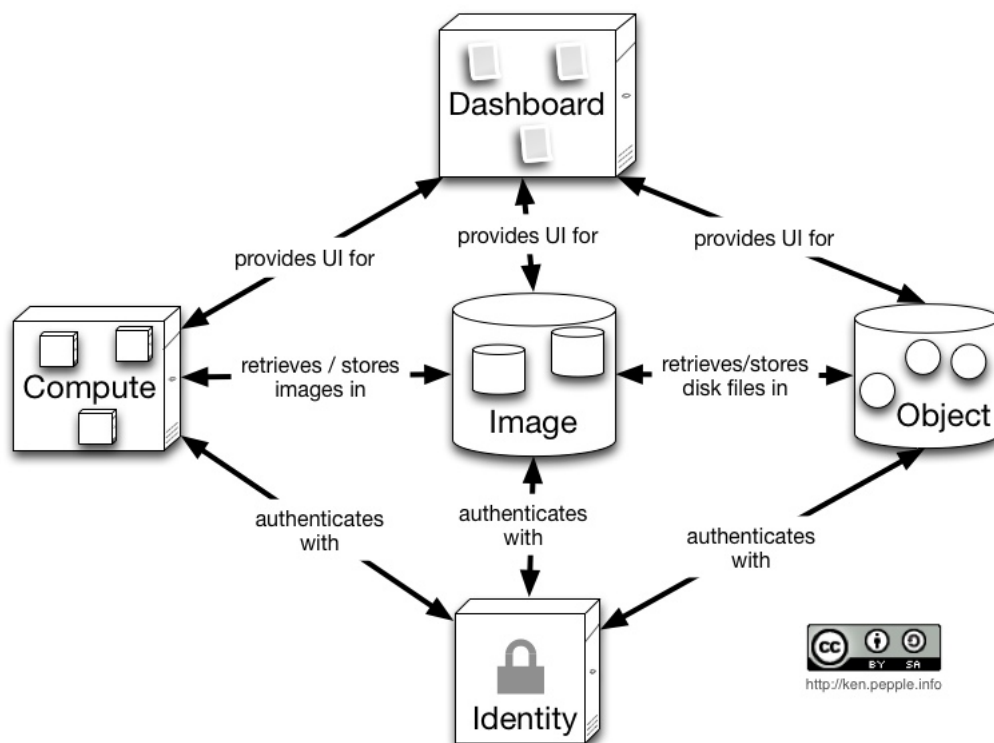 Dashboard
provides UI for
provides UI for
provides UI for
Compute
retrieves / stores
images in
Image
retrieves/stores
disk files in
Object
authenticates
with
authenticates
with
authenticates
with
Identity
cc
BY SA
http://ken.pepple.info